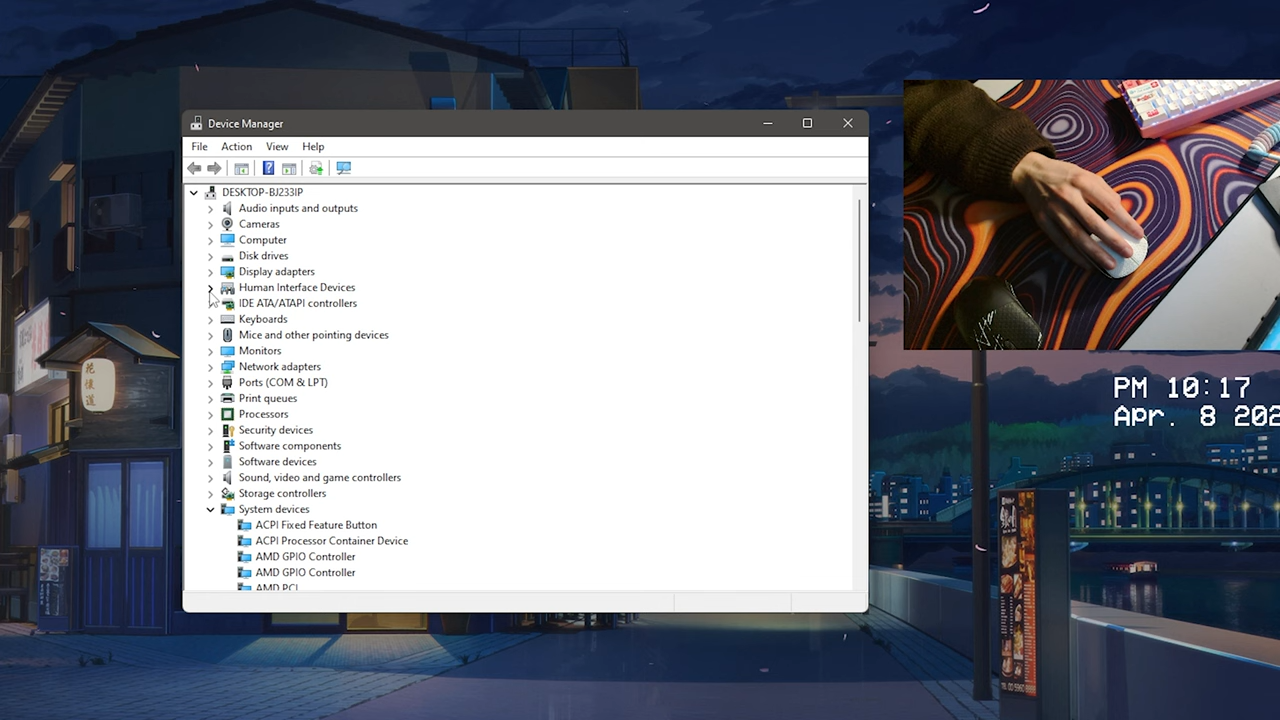 Device Manager
File Action View Help
DESKTOP-BJ233IP
Audio inputs and outputs
Cameras
Computer
Disk drives
Display adapters
Human Interface Devices
IDE ATA/ATAPI controllers
Keyboards
Mice and other pointing devices
Monitors
Network adapters
Ports (COM & LPT)
Print queues
Processors
Security devices
Software components
Software devices
Sound, video and game controllers
Storage controllers
System devices
ACPI Fixed Feature Button
ACPI Processor Container Device
AMD GPIO Controller
AMD GPIO Controller
AMD PCI
PM 10:17
Apr. 8 202